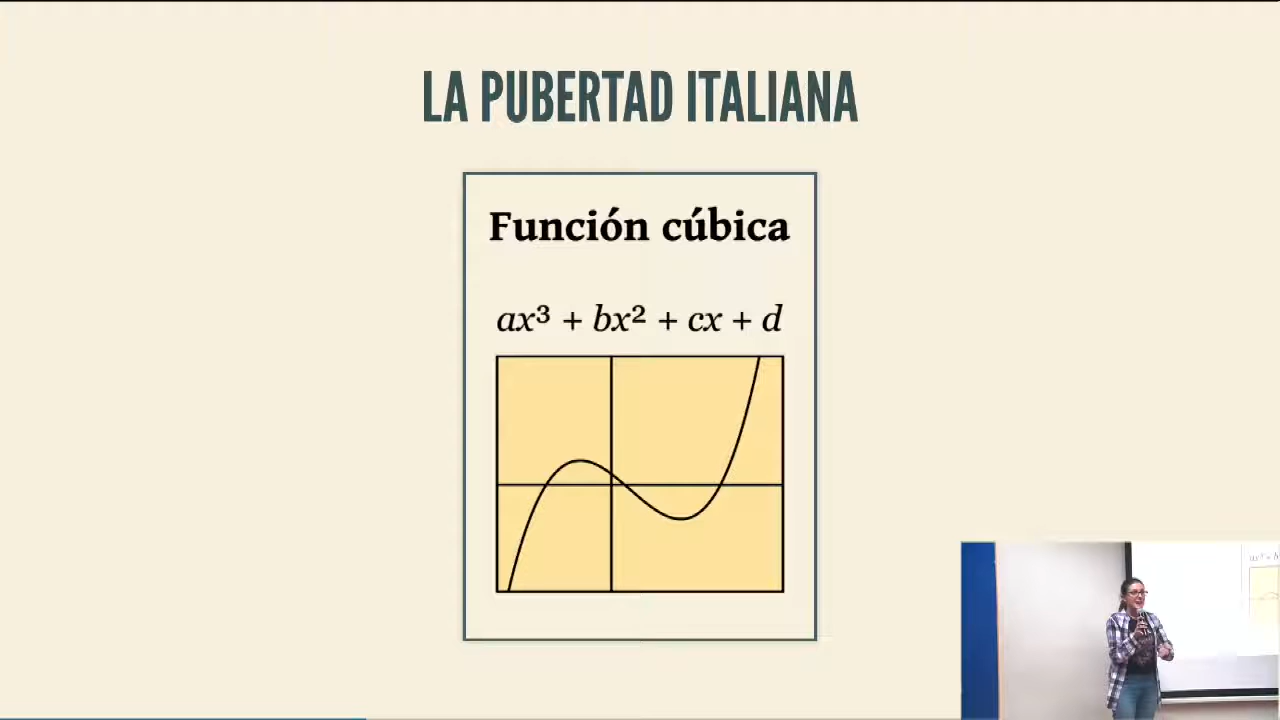 LA PUBERTAD ITALIANA
Función cúbica
ax³ + bx² + cx + d